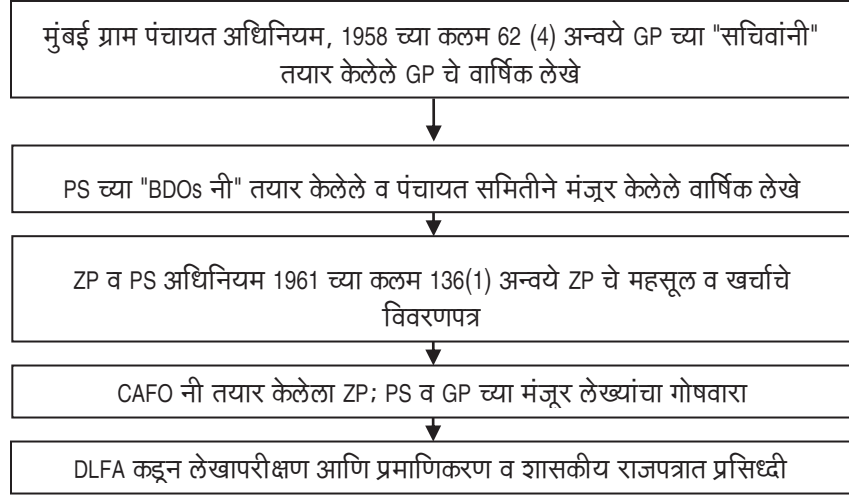 मुंबई ग्राम पंचायत अधिनियम, 1958 च्या कलम 62 (4) अन्वये GP च्या "सचिवांनी"
तयार केलेले GP चे वार्षिक लेखे
PS च्या "BDOs नी" तयार केलेले व पंचायत समितीने मंजूर केलेले वार्षिक लेखे
ZP व PS अधिनियम 1961 च्या कलम 136(1) अन्वये ZP चे महसूल व खर्चाचे
विवरणपत्र
CAFO नी तयार केलेला ZP; PS व GP च्या मंजूर लेख्यांचा गोषवारा
DLFA कडून लेखापरीक्षण आणि प्रमाणिकरण व शासकीय राजपत्रात प्रसिध्दी